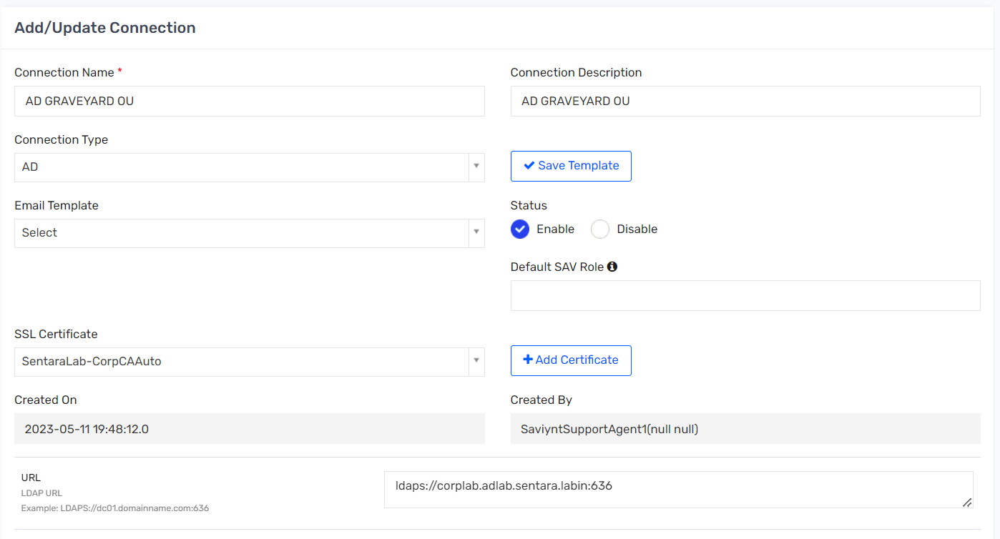 Add/Update Connection
Connection Name *
Connection Description
AD GRAVEYARD OU
AD GRAVEYARD OU
Connection Type
AD
Save Template
Email Template
Status
Select
Enable
Disable
Default SAV Role
SSL Certificate
SentaraLab-CorpCAAuto
Add Certificate
Created On
Created By
2023-05-11 19:48:12.0
SaviyntSupportAgent1(null null)
URL
ldaps://corplab.adlab.sentara.labin:636
LDAP URL
Example: LDAPS://dc01.domainname.com:636